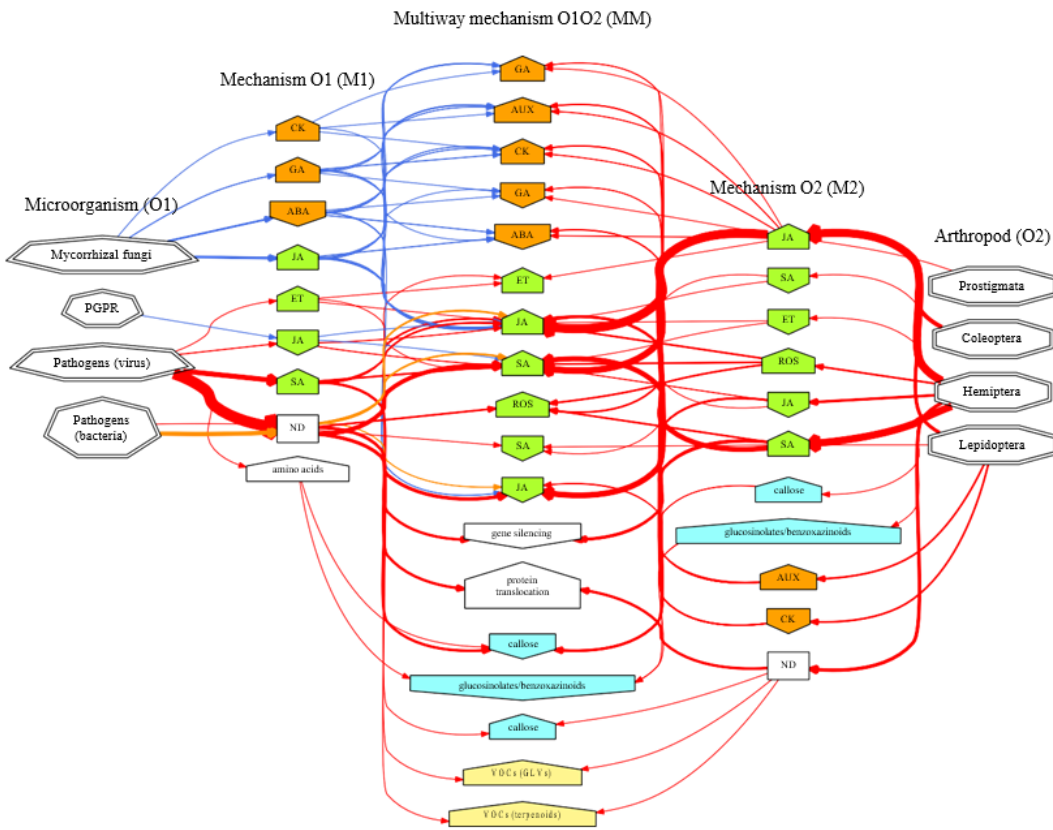 Multiway mechanism O1O2 (MM)
Mechanism O1 (M1)
Mechanism O2 (M2)
Microorganism (O1)
Arthropod (O2)
Mycorrhizal fungi
PGPR
Pathogens (virus)
Pathogens
(bacteria)
CK
GA
ABA
JA
ET
JA
SA
ND
amino acids
GA
AUX
CK
GA
ABA
ET
JA
SA
ROS
SA
JA
gene silencing
protein
translocation
callose
glucosinolates/benzoxazinoids
callose
VOCs (GLVs)
VOCs (terpenoids)
JA
SA
ET
ROS
JA
SA
callose
glucosinolates/benzoxazinoids
AUX
CK
ND
Prostigmata
Coleoptera
Hemiptera
Lepidoptera